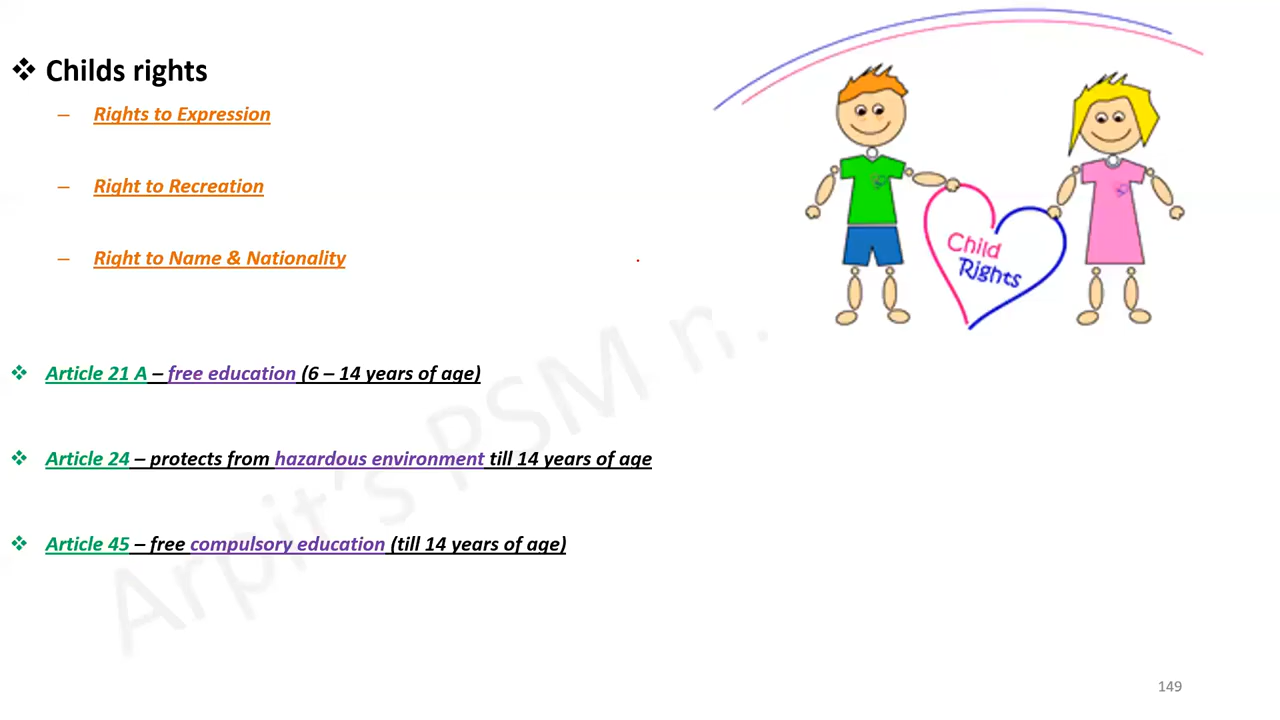 ❖ Childs rights
– Rights to Expression
– Right to Recreation
– Right to Name & Nationality
Child
Rights
❖ Article 21 A – free education (6 – 14 years of age)
❖ Article 24 – protects from hazardous environment till 14 years of age
❖ Article 45 – free compulsory education (till 14 years of age)
Arpit's PSM n.
149